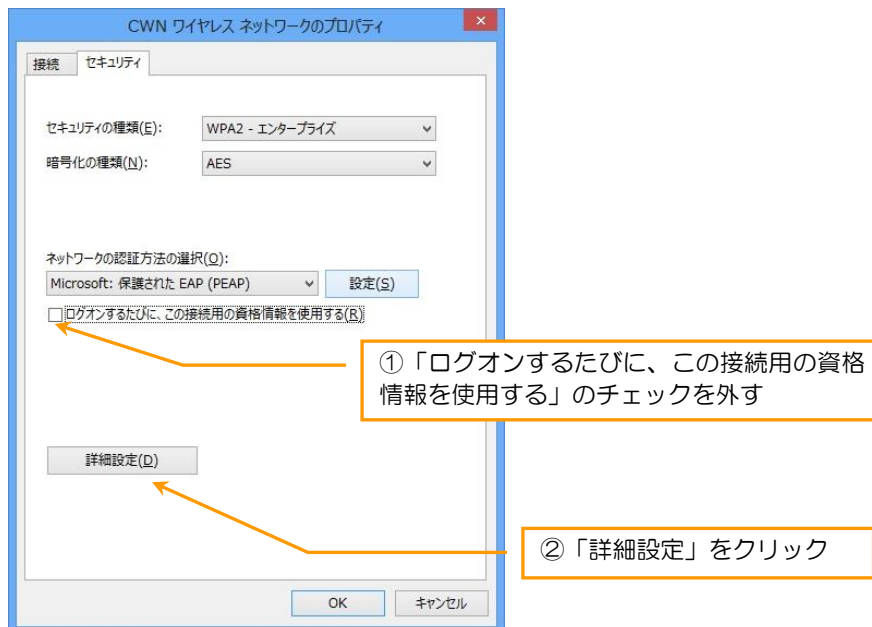 CWN ワイヤレス ネットワークのプロパティ
接続 セキュリティ
セキュリティの種類(E): WPA2 - エンタープライズ
暗号化の種類(N): AES
ネットワークの認証方法の選択(O):
Microsoft: 保護された EAP (PEAP) 設定(S)
ログオンするたびに、この接続用の資格情報を使用する(R)
①「ログオンするたびに、この接続用の資格
情報を使用する」のチェックを外す
詳細設定(D)
②「詳細設定」をクリック
OK キャンセル